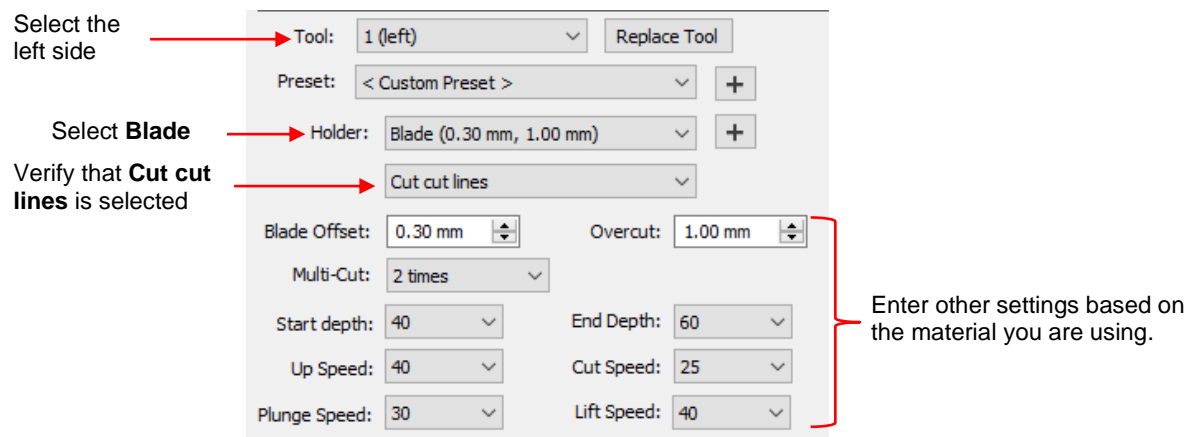 Select the
left side
Tool: 1 (left) Replace Tool
Preset: < Custom Preset > +
Select Blade
Holder: Blade (0.30 mm, 1.00 mm) +
Verify that Cut cut
lines is selected
Cut cut lines
Blade Offset: 0.30 mm Overcut: 1.00 mm
Multi-Cut: 2 times
Start depth: 40 End Depth: 60
Up Speed: 40 Cut Speed: 25
Plunge Speed: 30 Lift Speed: 40
Enter other settings based on
the material you are using.